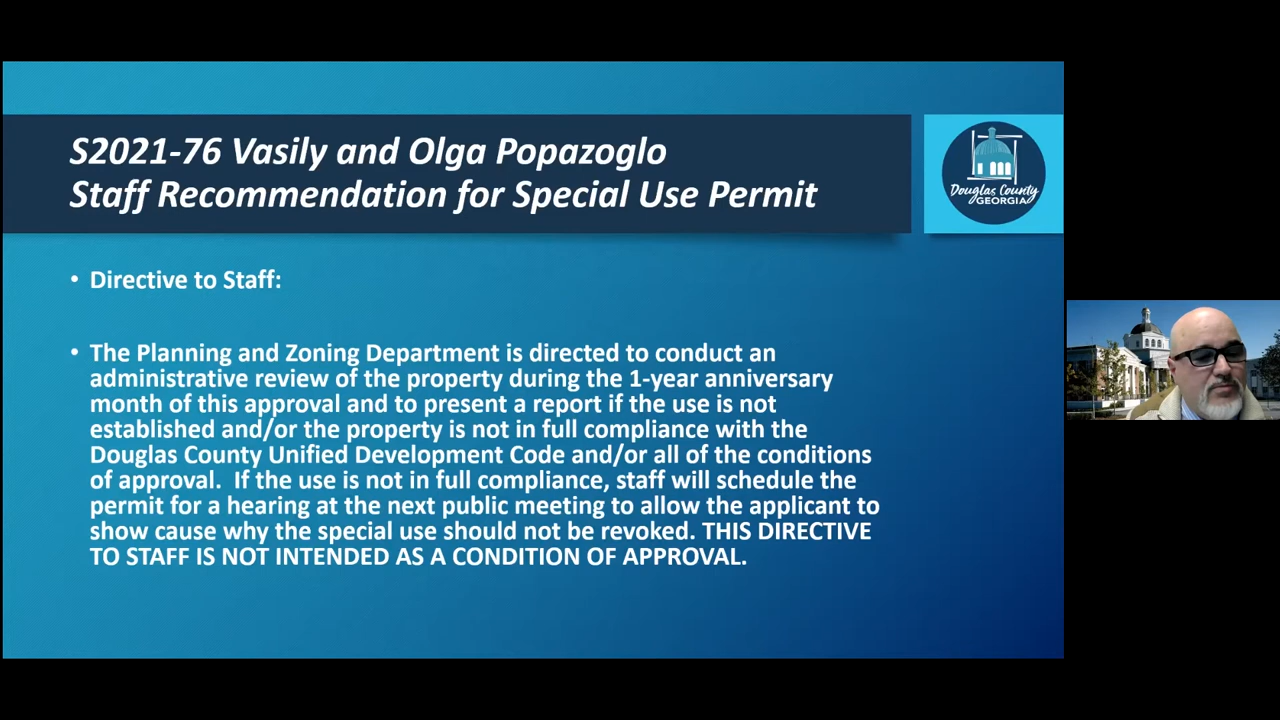 S2021-76 Vasily and Olga Popazoglo
Staff Recommendation for Special Use Permit
Douglas County
GEORGIA
• Directive to Staff:
• The Planning and Zoning Department is directed to conduct an
administrative review of the property during the 1-year anniversary
month of this approval and to present a report if the use is not
established and/or the property is not in full compliance with the
Douglas County Unified Development Code and/or all of the conditions
of approval.  If the use is not in full compliance, staff will schedule the
permit for a hearing at the next public meeting to allow the applicant to
show cause why the special use should not be revoked. THIS DIRECTIVE
TO STAFF IS NOT INTENDED AS A CONDITION OF APPROVAL.